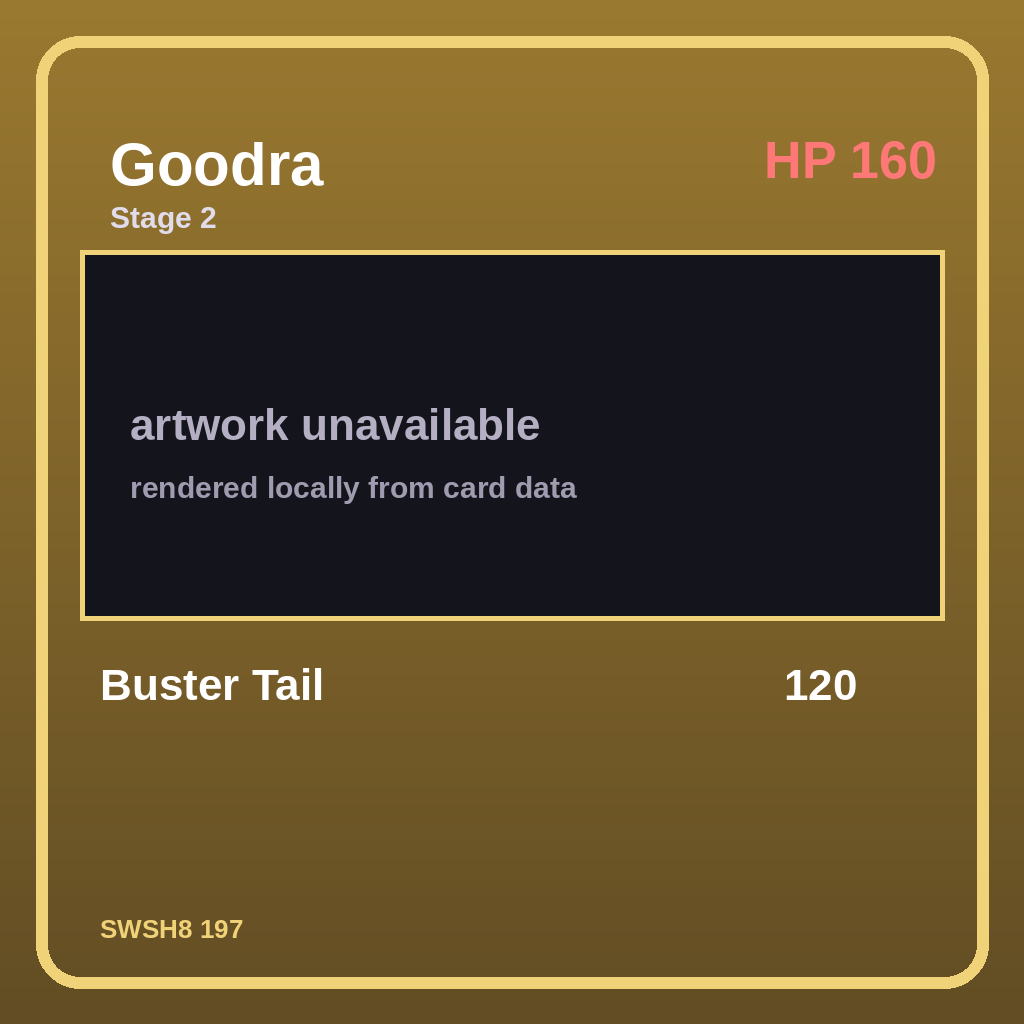 Goodra
HP 160
Stage 2
artwork unavailable
rendered locally from card data
Buster Tail
120
SWSH8 197